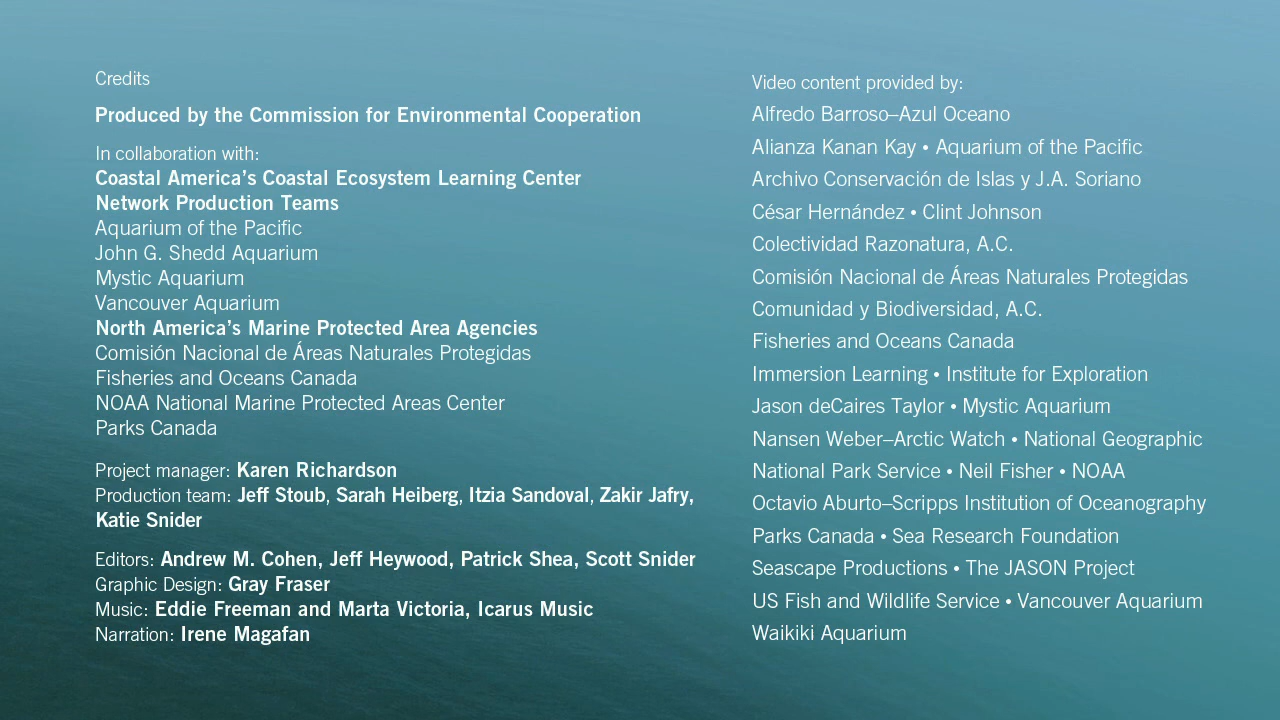 Credits
Produced by the Commission for Environmental Cooperation
In collaboration with:
Coastal America's Coastal Ecosystem Learning Center
Network Production Teams
Aquarium of the Pacific
John G. Shedd Aquarium
Mystic Aquarium
Vancouver Aquarium
North America's Marine Protected Area Agencies
Comisión Nacional de Áreas Naturales Protegidas
Fisheries and Oceans Canada
NOAA National Marine Protected Areas Center
Parks Canada
Project manager: Karen Richardson
Production team: Jeff Stoub, Sarah Heiberg, Itzia Sandoval, Zakir Jafry,
Katie Snider
Editors: Andrew M. Cohen, Jeff Heywood, Patrick Shea, Scott Snider
Graphic Design: Gray Fraser
Music: Eddie Freeman and Marta Victoria, Icarus Music
Narration: Irene Magafan
Video content provided by:
Alfredo Barroso–Azul Oceano
Alianza Kanan Kay • Aquarium of the Pacific
Archivo Conservación de Islas y J.A. Soriano
César Hernández • Clint Johnson
Colectividad Razonatura, A.C.
Comisión Nacional de Áreas Naturales Protegidas
Comunidad y Biodiversidad, A.C.
Fisheries and Oceans Canada
Immersion Learning • Institute for Exploration
Jason deCaires Taylor • Mystic Aquarium
Nansen Weber–Arctic Watch • National Geographic
National Park Service • Neil Fisher • NOAA
Octavio Aburto–Scripps Institution of Oceanography
Parks Canada • Sea Research Foundation
Seascape Productions • The JASON Project
US Fish and Wildlife Service • Vancouver Aquarium
Waikiki Aquarium